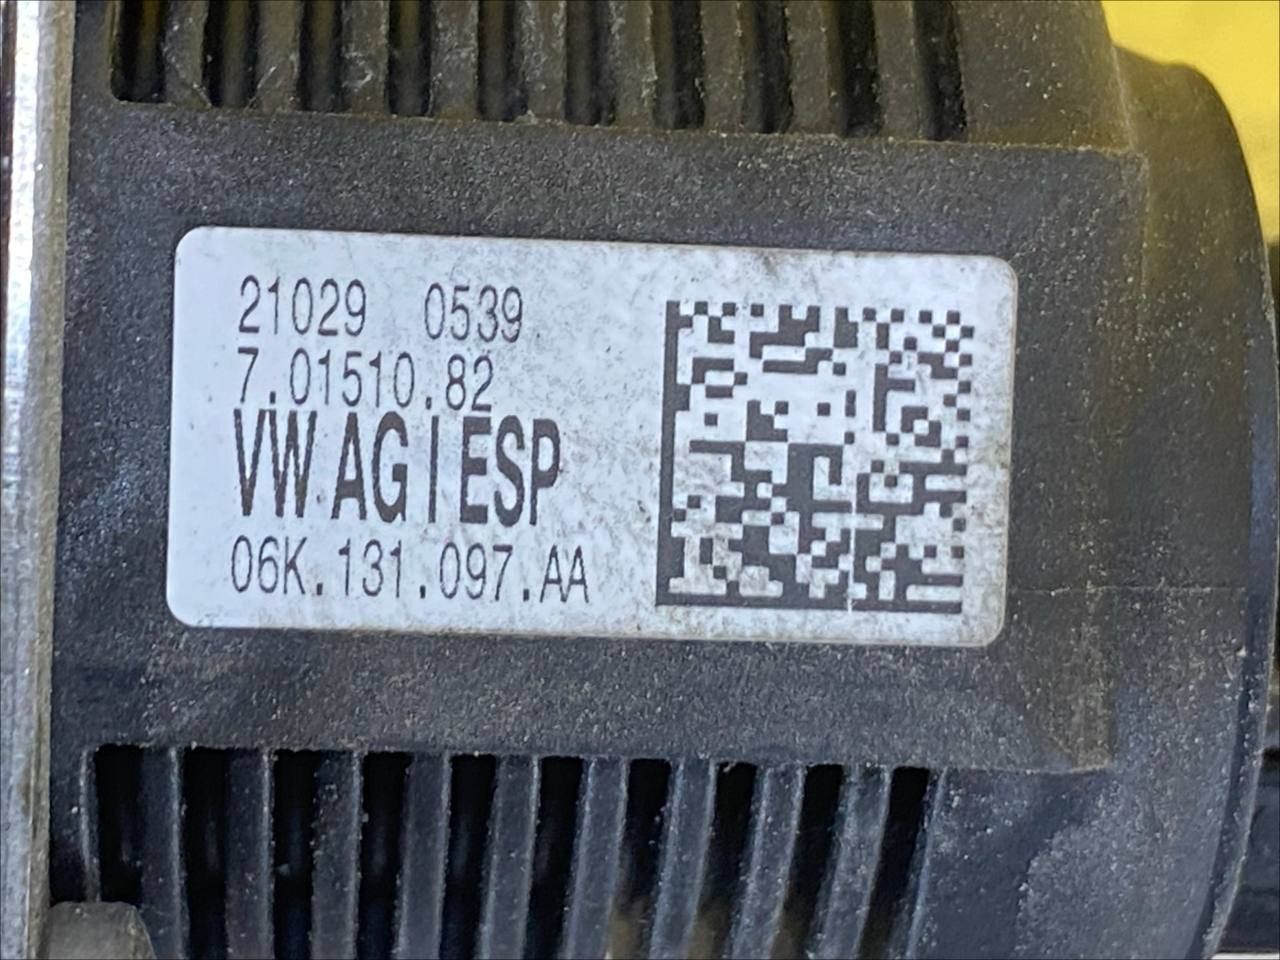 21029 0539
7.01510.82
VW AG | ESP
06K.131.097.AA